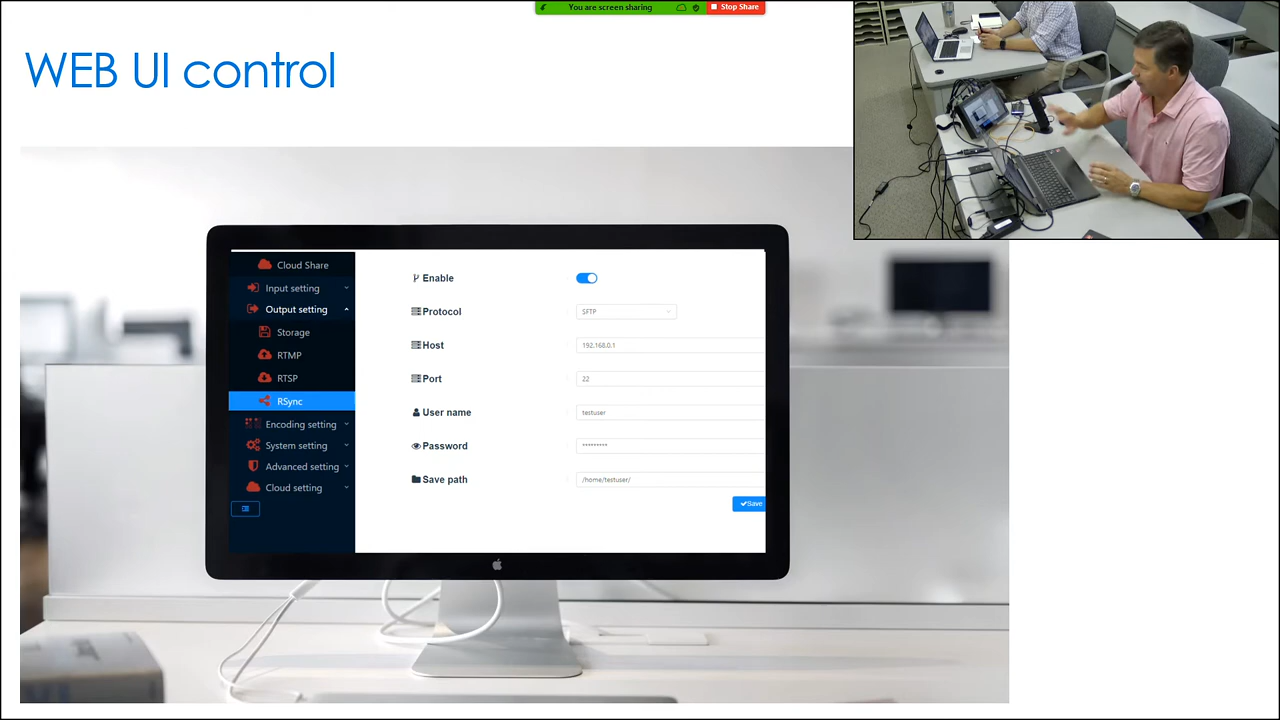 You are screen sharing
Stop Share
WEB UI control
Cloud Share
Input setting
Output setting
Storage
RTMP
RTSP
RSync
Encoding setting
System setting
Advanced setting
Cloud setting
Enable
Protocol
SFTP
Host
192.168.0.1
Port
22
User name
testuser
Password
*********
Save path
/home/testuser/
Save